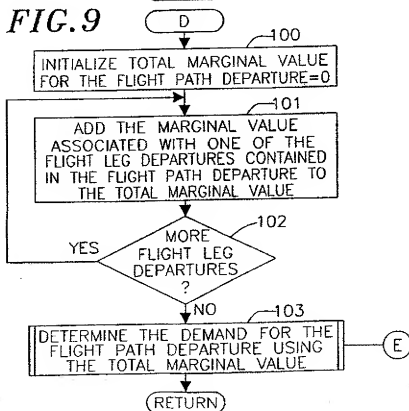 FIG.9
D
100
INITIALIZE TOTAL MARGINAL VALUE
FOR THE FLIGHT PATH DEPARTURE=0
101
ADD THE MARGINAL VALUE
ASSOCIATED WITH ONE OF THE
FLIGHT LEG DEPARTURES CONTAINED
IN THE FLIGHT PATH DEPARTURE TO
THE TOTAL MARGINAL VALUE
102
YES
MORE
FLIGHT LEG
DEPARTURES
?
NO
103
DETERMINE THE DEMAND FOR THE
FLIGHT PATH DEPARTURE USING
THE TOTAL MARGINAL VALUE
E
RETURN